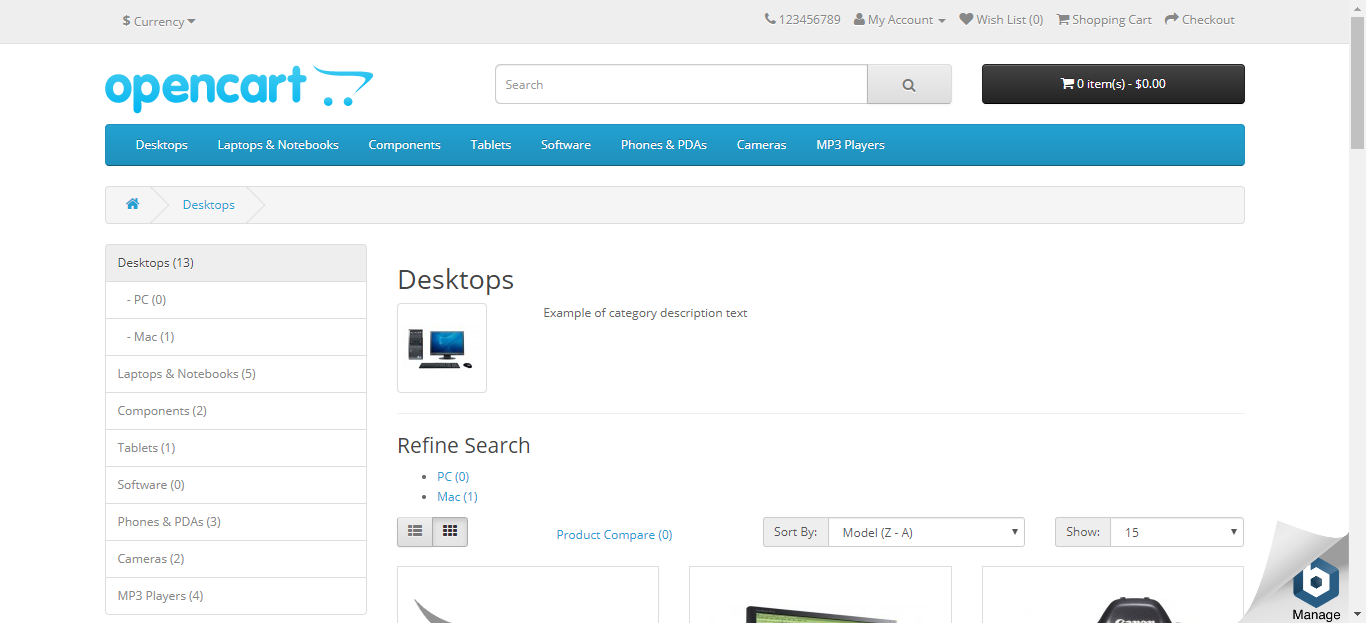 $ Currency
123456789 My Account Wish List (0) Shopping Cart Checkout
opencart
Search
0 item(s) - $0.00
Desktops Laptops & Notebooks Components Tablets Software Phones & PDAs Cameras MP3 Players
Desktops
Desktops (13)
- PC (0)
- Mac (1)
Laptops & Notebooks (5)
Components (2)
Tablets (1)
Software (0)
Phones & PDAs (3)
Cameras (2)
MP3 Players (4)
Desktops
Example of category description text
Refine Search
PC (0)
Mac (1)
Product Compare (0)
Sort By: Model (Z - A)
Show: 15
Canon
Manage